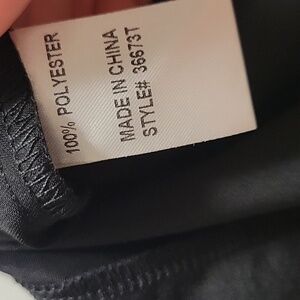 100% POLYESTER
MADE IN CHINA
STYLE# 36673T